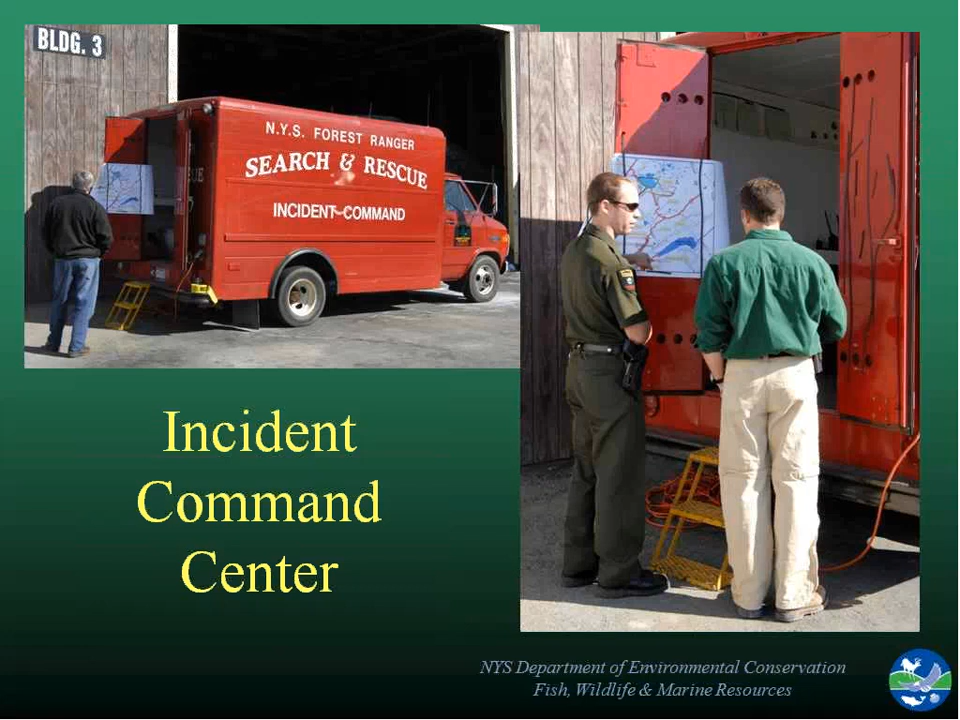 BLDG. 3
N.Y.S. FOREST RANGER
SEARCH & RESCUE
INCIDENT-COMMAND
Incident
Command
Center
NYS Department of Environmental Conservation
Fish, Wildlife & Marine Resources